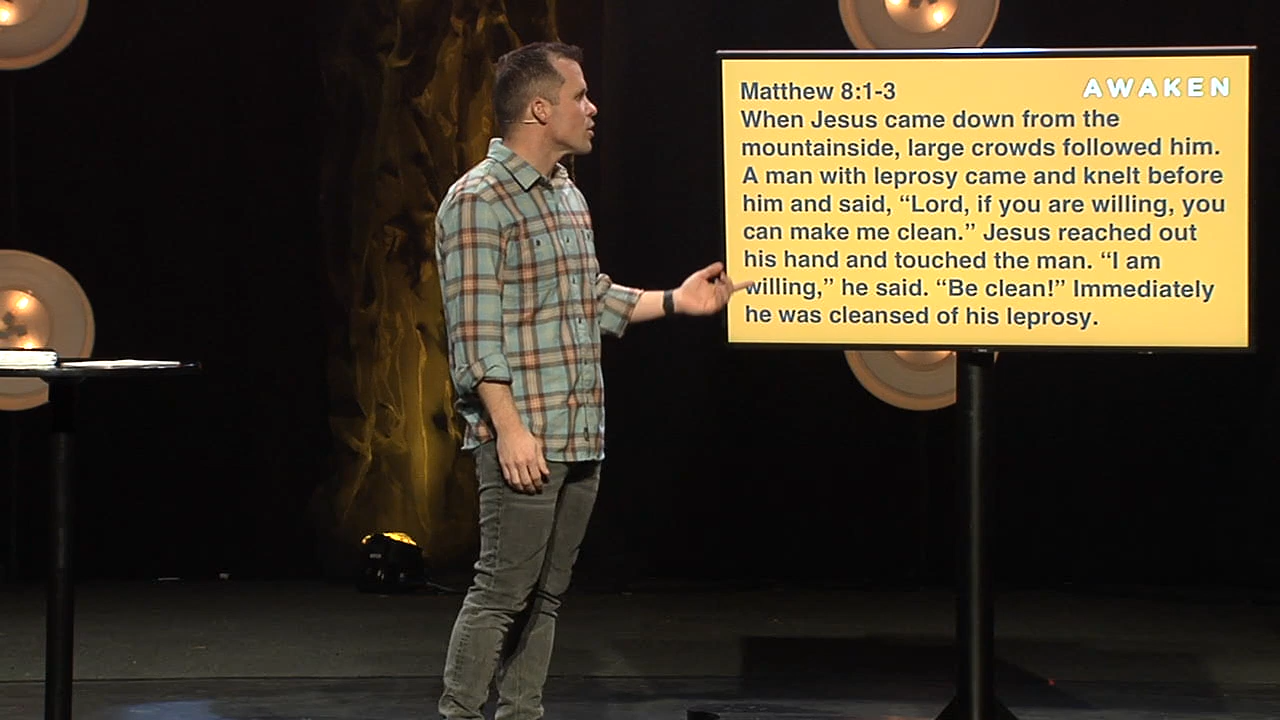 Matthew 8:1-3
AWAKEN
When Jesus came down from the
mountainside, large crowds followed him.
A man with leprosy came and knelt before
him and said, “Lord, if you are willing, you
can make me clean.” Jesus reached out
his hand and touched the man. “I am
willing,” he said. “Be clean!” Immediately
he was cleansed of his leprosy.